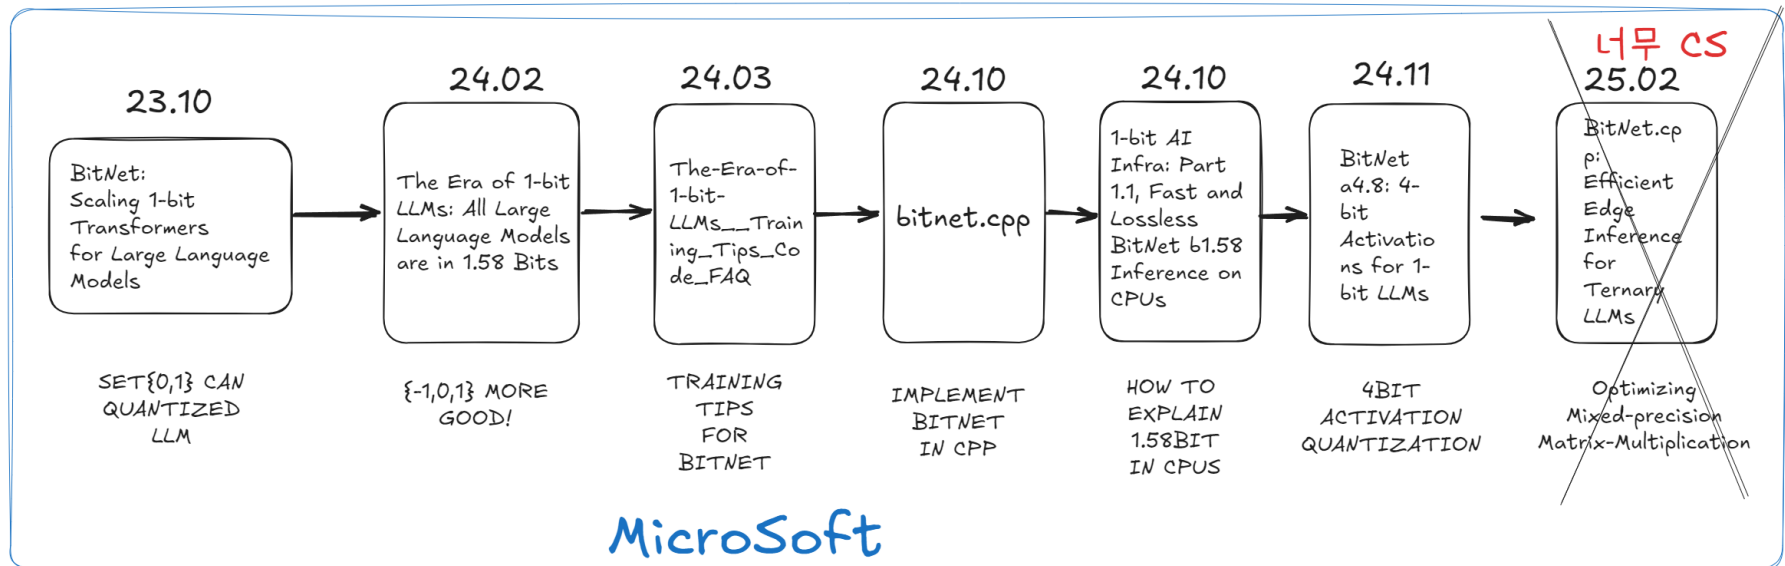 너무 CS
23.10
BitNet:
Scaling 1-bit
Transformers
for Large Language
Models
SET{0,1} CAN
QUANTIZED
LLM
24.02
The Era of 1-bit
LLMs: All Large
Language Models
are in 1.58 Bits
{-1,0,1} MORE
GOOD!
24.03
The-Era-of-
1-bit-
LLMs__Train
ing_Tips_Co
de_FAQ
TRAINING
TIPS
FOR
BITNET
24.10
bitnet.cpp
IMPLEMENT
BITNET
IN CPP
24.10
1-bit AI
Infra: Part
1.1, Fast and
Lossless
BitNet b1.58
Inference on
CPUs
HOW TO
EXPLAIN
1.58BIT
IN CPUS
24.11
BitNet
a4.8: 4-
bit
Activatio
ns for 1-
bit LLMs
4BIT
ACTIVATION
QUANTIZATION
25.02
BitNet.cp
p:
Efficient
Edge
Inference
for
Ternary
LLMs
Optimizing
Mixed-precision
Matrix-Multiplication
MicroSoft